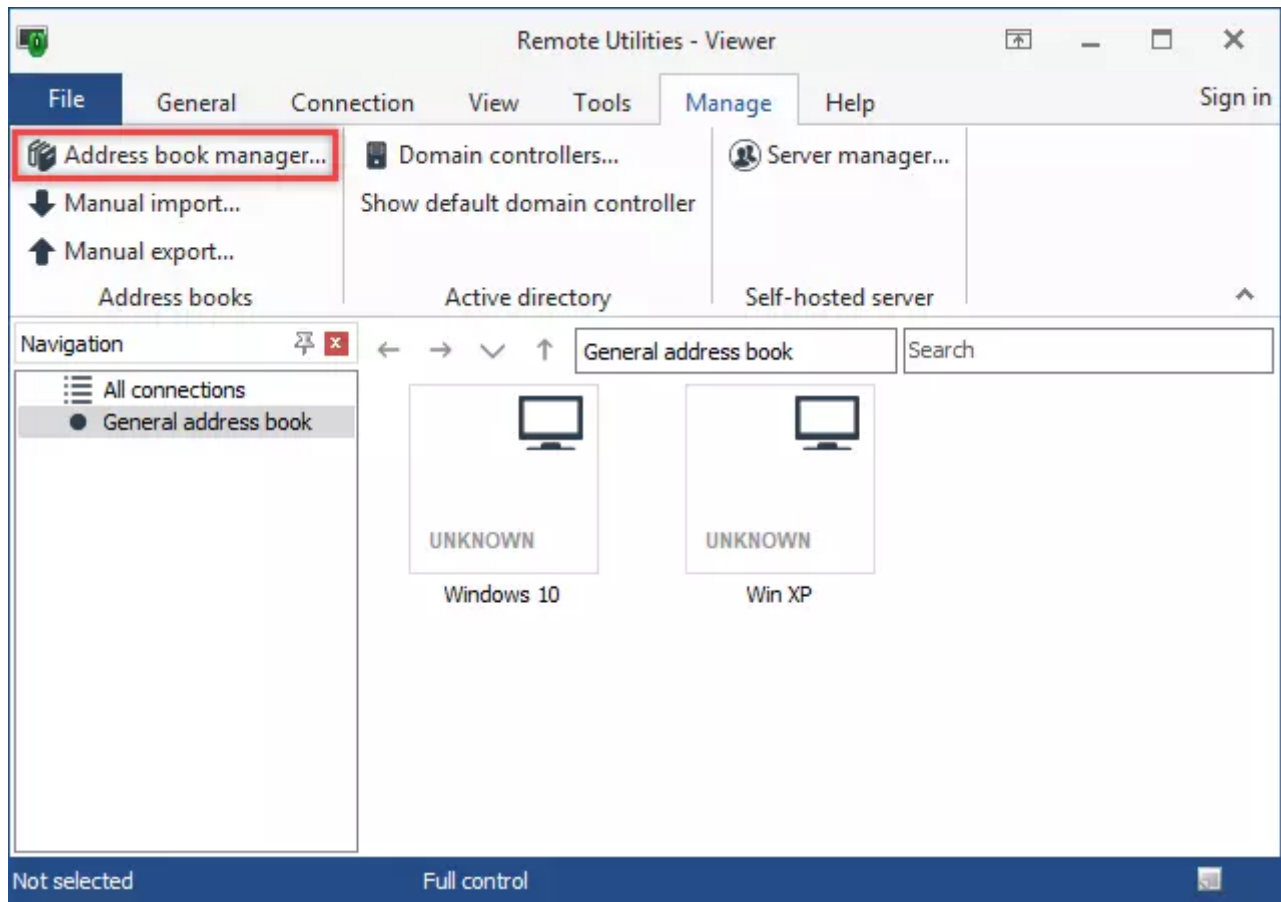 Remote Utilities - Viewer
File General Connection View Tools Manage Help Sign in
Address book manager... Domain controllers... Server manager...
Manual import... Show default domain controller
Manual export...
Address books Active directory Self-hosted server
Navigation General address book Search
All connections
General address book
UNKNOWN UNKNOWN
Windows 10 Win XP
Not selected Full control